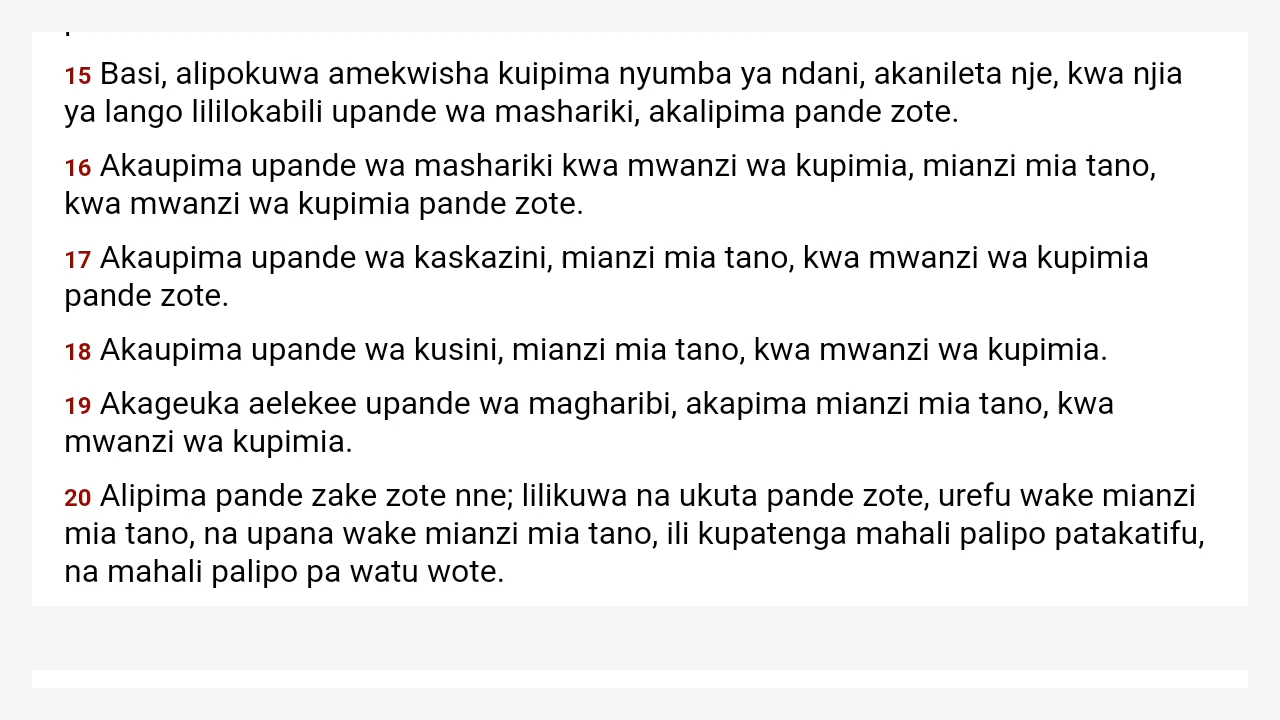 15 Basi, alipokuwa amekwisha kuipima nyumba ya ndani, akanileta nje, kwa njia
ya lango lililokabili upande wa mashariki, akalipima pande zote.
16 Akaupima upande wa mashariki kwa mwanzi wa kupimia, mianzi mia tano,
kwa mwanzi wa kupimia pande zote.
17 Akaupima upande wa kaskazini, mianzi mia tano, kwa mwanzi wa kupimia
pande zote.
18 Akaupima upande wa kusini, mianzi mia tano, kwa mwanzi wa kupimia.
19 Akageuka aelekee upande wa magharibi, akapima mianzi mia tano, kwa
mwanzi wa kupimia.
20 Alipima pande zake zote nne; lilikuwa na ukuta pande zote, urefu wake mianzi
mia tano, na upana wake mianzi mia tano, ili kupatenga mahali palipo patakatifu,
na mahali palipo pa watu wote.